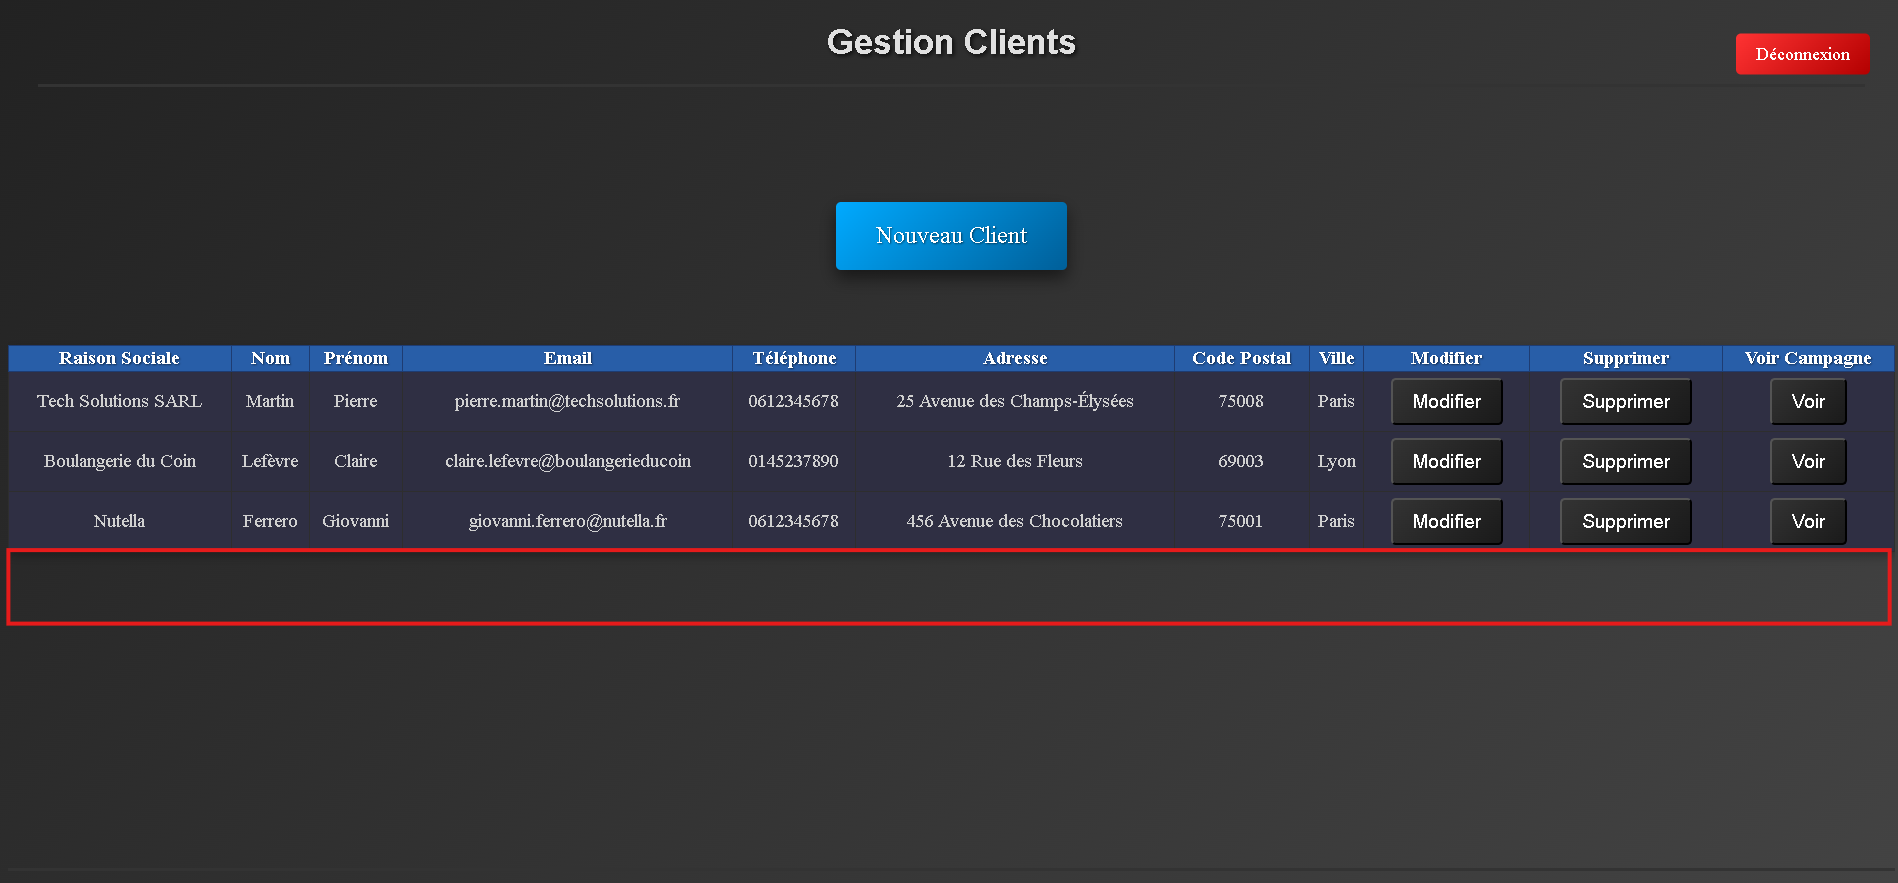 Gestion Clients
Déconnexion
Nouveau Client
Raison Sociale Nom Prénom Email Téléphone Adresse Code Postal Ville Modifier Supprimer Voir Campagne
Tech Solutions SARL Martin Pierre pierre.martin@techsolutions.fr 0612345678 25 Avenue des Champs-Élysées 75008 Paris Modifier Supprimer Voir
Boulangerie du Coin Lefèvre Claire claire.lefevre@boulangerieducoin 0145237890 12 Rue des Fleurs 69003 Lyon Modifier Supprimer Voir
Nutella Ferrero Giovanni giovanni.ferrero@nutella.fr 0612345678 456 Avenue des Chocolatiers 75001 Paris Modifier Supprimer Voir